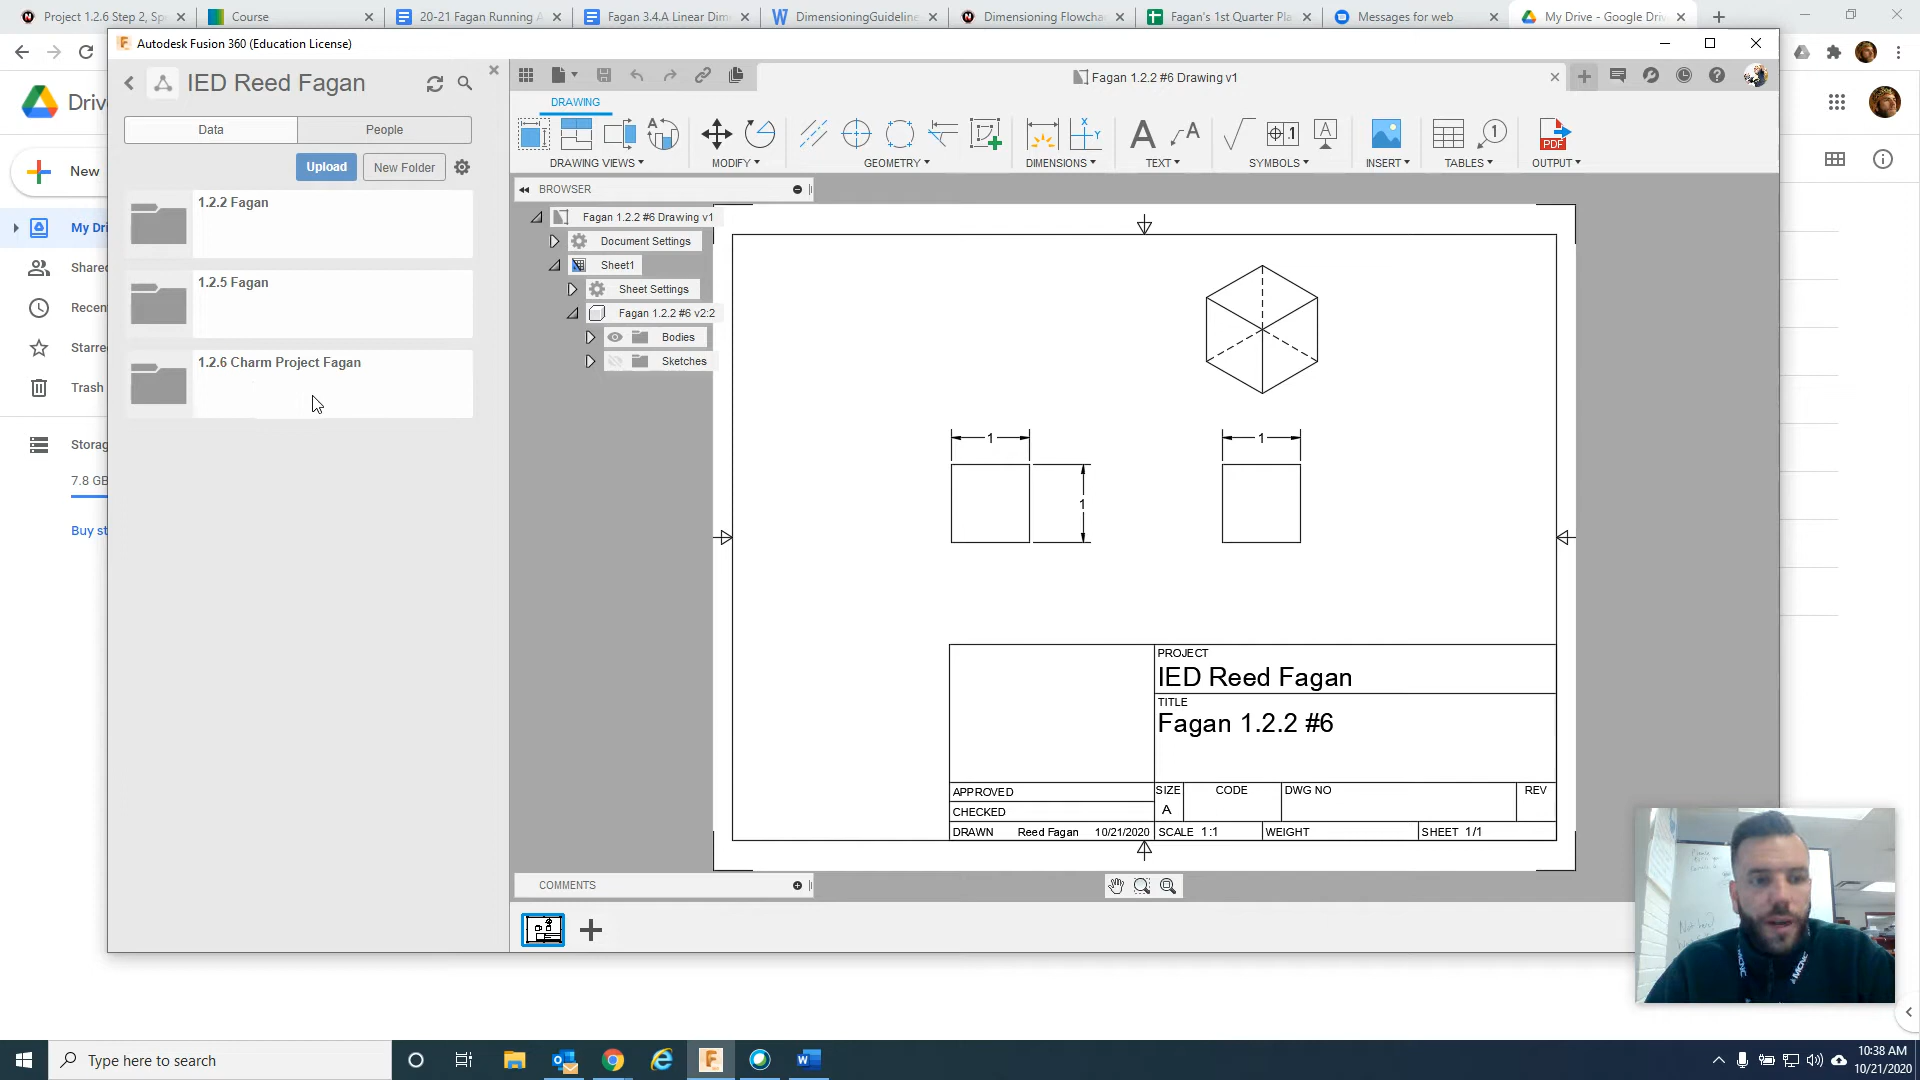 Project 1.2.6 Step 2, Sp
Course
20-21 Fagan Running A
Fagan 3.4.A Linear Dim
DimensioningGuideline
Dimensioning Flowcha
Fagan's 1st Quarter Pla
Messages for web
My Drive - Google Driv
Autodesk Fusion 360 (Education License)
IED Reed Fagan
Fagan 1.2.2 #6 Drawing v1
Driv
DRAWING
Data
People
A
.1
A
1
PDF
DRAWING VIEWS
MODIFY
GEOMETRY
DIMENSIONS
TEXT
SYMBOLS
INSERT
TABLES
OUTPUT
New
Upload
New Folder
BROWSER
1.2.2 Fagan
Fagan 1.2.2 #6 Drawing v1
My Dri
Document Settings
Shared
Sheet1
1.2.5 Fagan
Sheet Settings
Recen
Fagan 1.2.2 #6 v2:2
Bodies
Starre
1.2.6 Charm Project Fagan
Sketches
Trash
1
1
Storag
7.8 GB
1
Buy st
PROJECT
IED Reed Fagan
TITLE
Fagan 1.2.2 #6
APPROVED
SIZE
CODE
DWG NO
REV
CHECKED
A
DRAWN Reed Fagan 10/21/2020
SCALE 1:1
WEIGHT
SHEET 1/1
COMMENTS
Type here to search
10:38 AM
10/21/2020